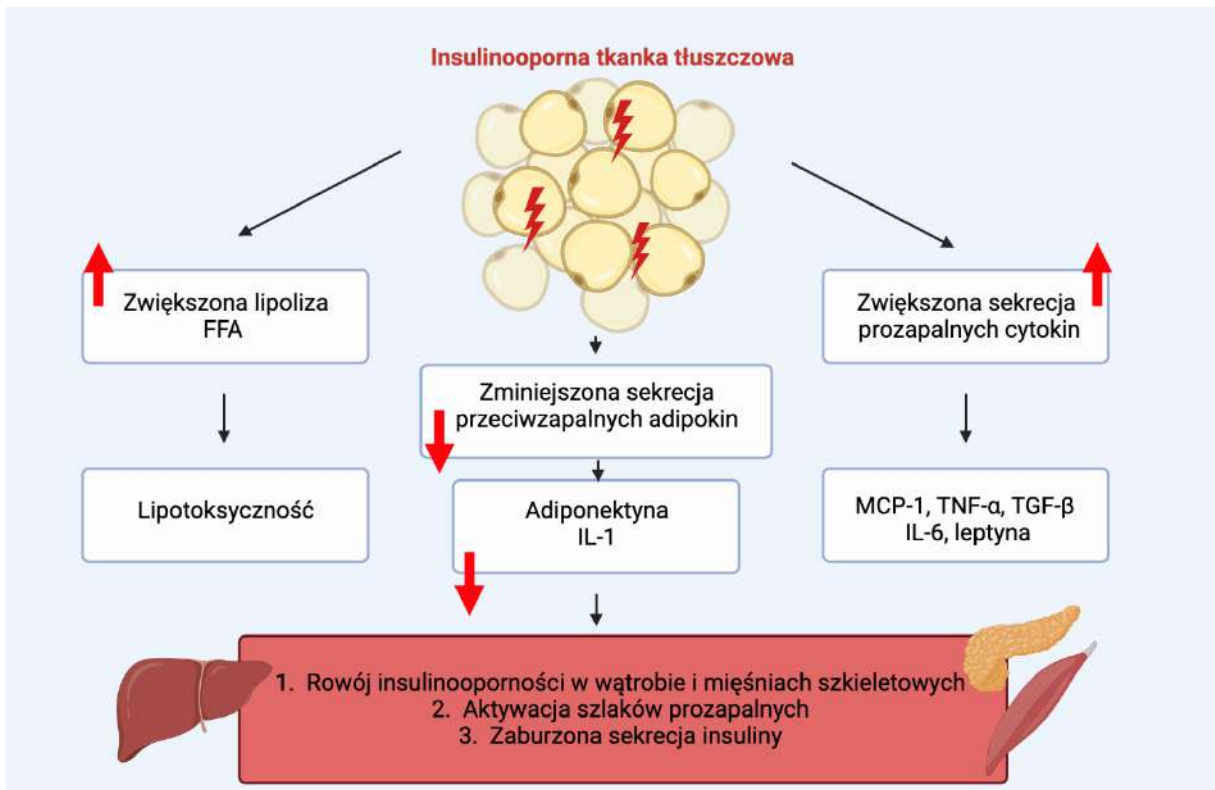 Insulinooporna tkanka tłuszczowa
Zwiększona lipoliza
FFA
Zwiększona sekrecja
prozapalnych cytokin
Zminiejszona sekrecja
przeciwzapalnych adipokin
Lipotoksyczność
Adiponektyna
IL-1
MCP-1, TNF-α, TGF-β
IL-6, leptyna
1. Rowój insulinooporności w wątrobie i mięśniach szkieletowych
2. Aktywacja szlaków prozapalnych
3. Zaburzona sekrecja insuliny